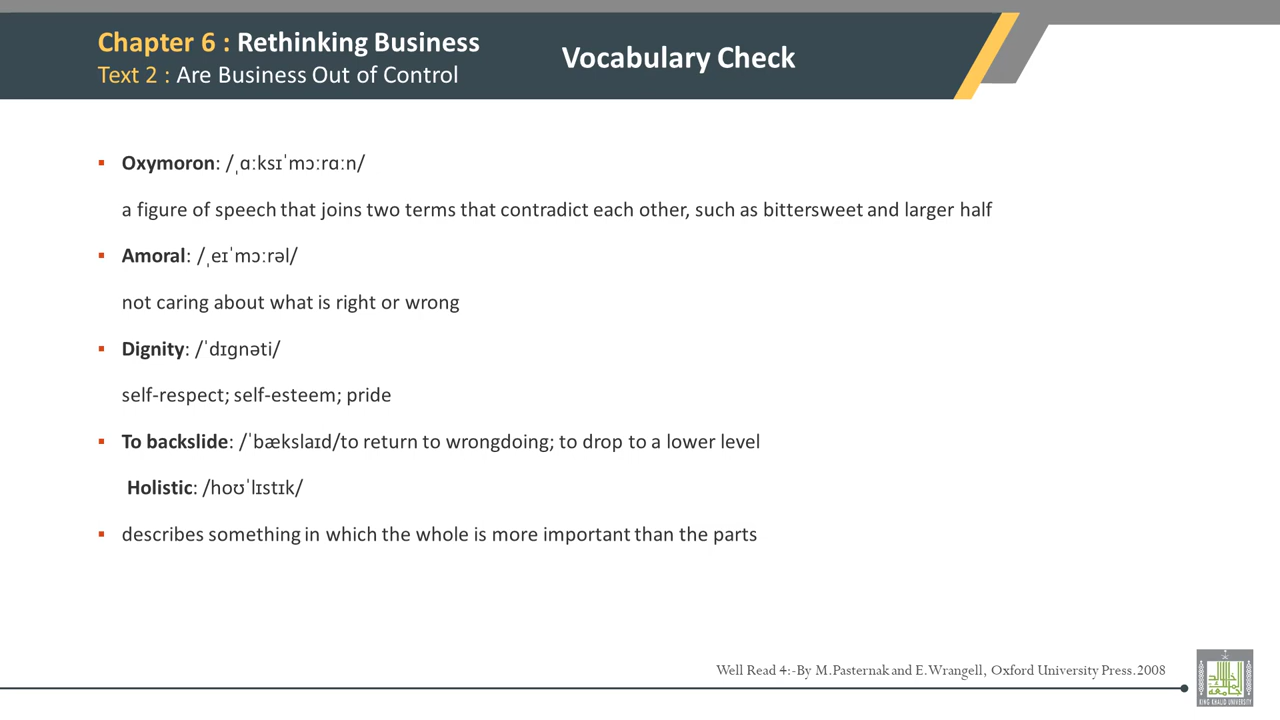 Chapter 6 : Rethinking Business
Text 2 : Are Business Out of Control
Vocabulary Check
▪ Oxymoron: /ˌɑːksɪˈmɔːrɑːn/
a figure of speech that joins two terms that contradict each other, such as bittersweet and larger half
▪ Amoral: /ˌeɪˈmɔːrəl/
not caring about what is right or wrong
▪ Dignity: /ˈdɪɡnəti/
self-respect; self-esteem; pride
▪ To backslide: /ˈbækslaɪd/to return to wrongdoing; to drop to a lower level
Holistic: /hoʊˈlɪstɪk/
▪ describes something in which the whole is more important than the parts
Well Read 4:-By M.Pasternak and E.Wrangell, Oxford University Press.2008
KING KHALID UNIVERSITY